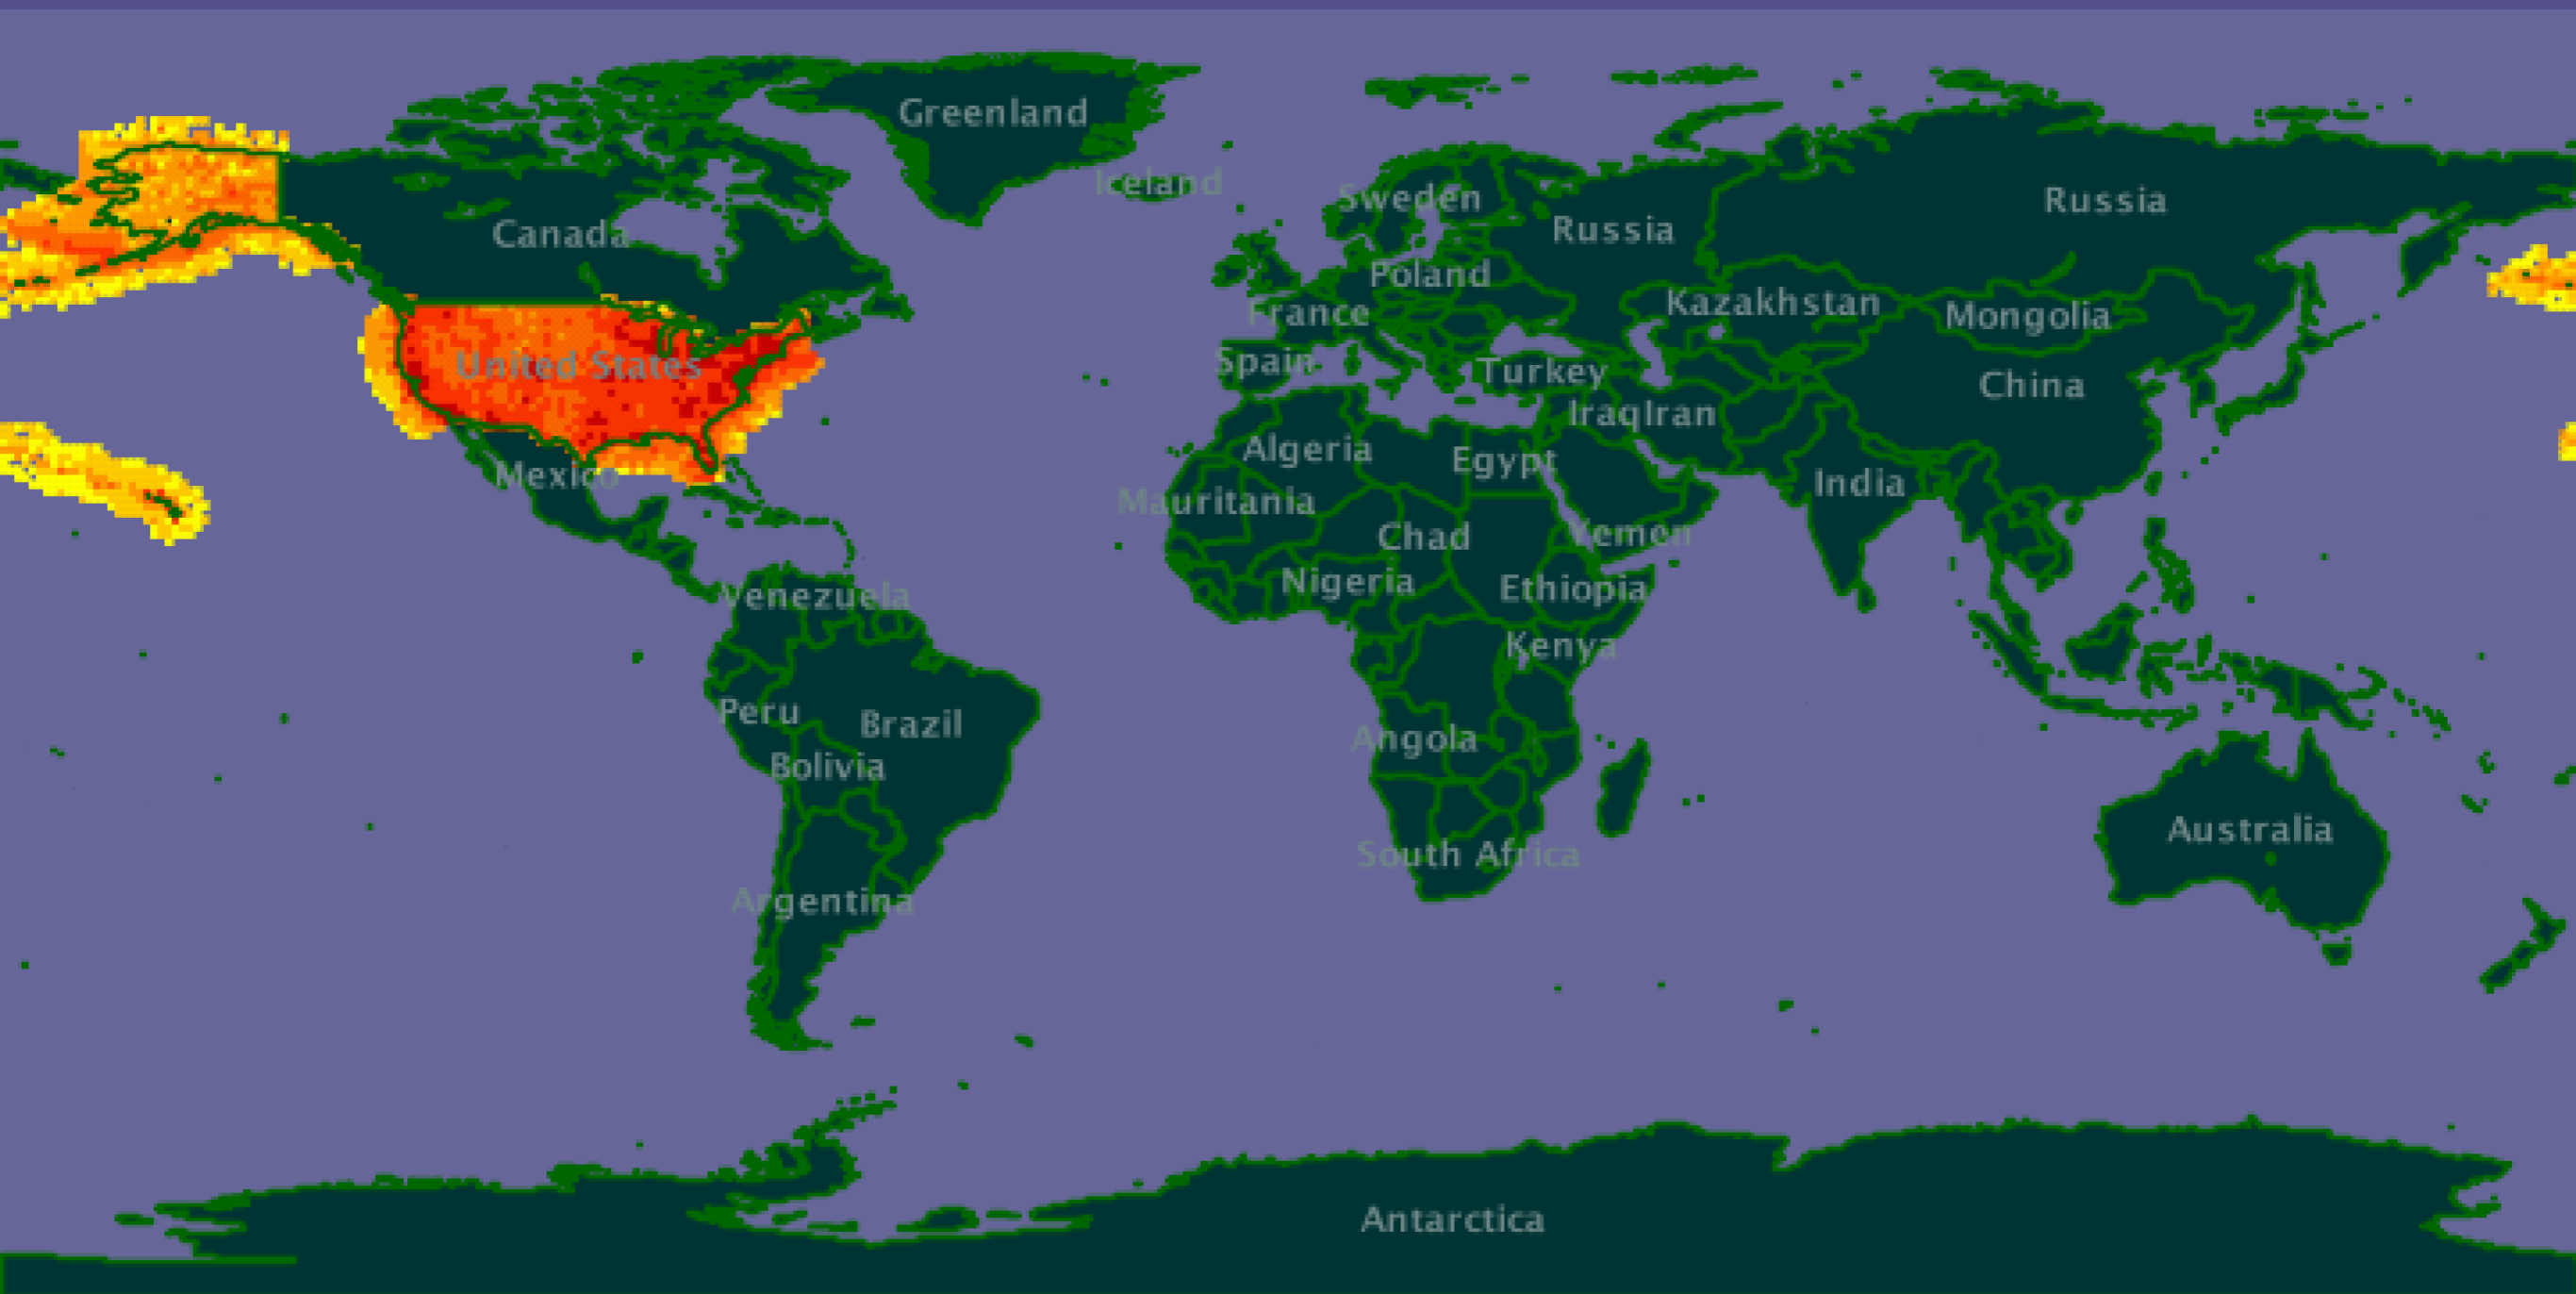 Greenland
Iceland
Sweden
Russia
Russia
Canada
Poland
Kazakhstan
Mongolia
France
United States
Spain
Turkey
China
IraqIran
Algeria
Egypt
Mexico
India
Mauritania
Chad
Yemen
Nigeria
Ethiopia
Venezuela
Kenya
Peru
Brazil
Angola
Bolivia
Australia
South Africa
Argentina
Antarctica